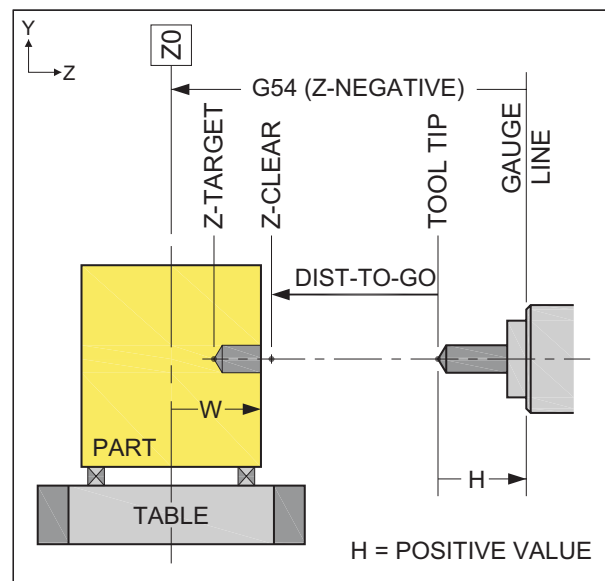 Y
Z
Z0
G54 (Z-NEGATIVE)
Z-TARGET
Z-CLEAR
TOOL TIP
GAUGE
LINE
DIST-TO-GO
W
PART
H
TABLE
H = POSITIVE VALUE